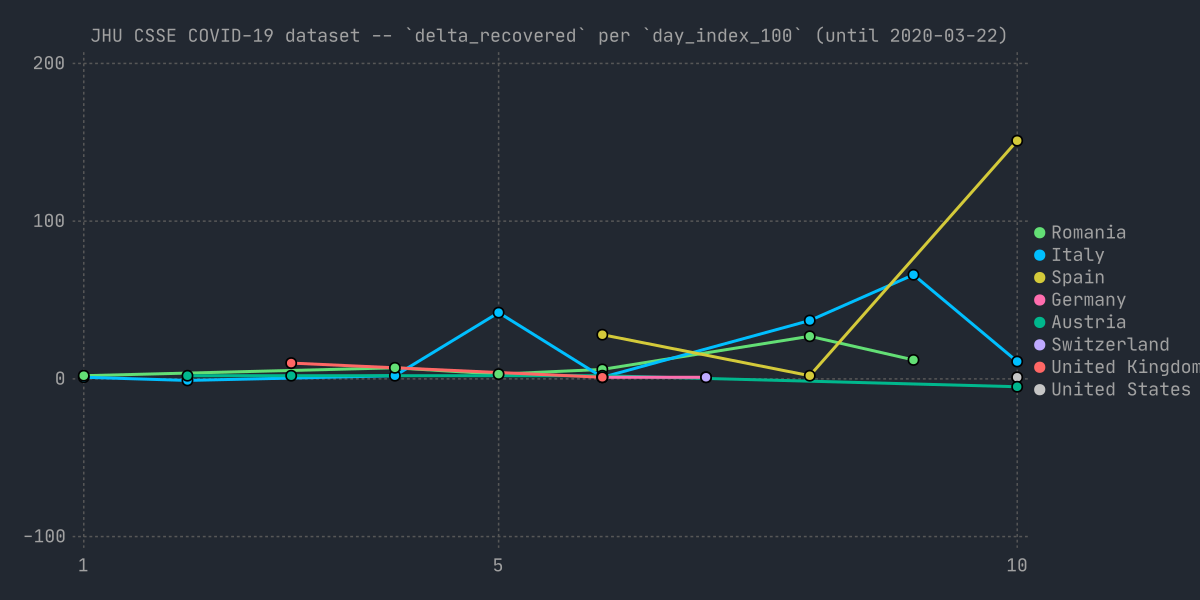 JHU CSSE COVID-19 dataset -- `delta_recovered` per `day_index_100` (until 2020-03-22)
200
100
0
-100
1 5 10
Romania
Italy
Spain
Germany
Austria
Switzerland
United Kingdom
United States